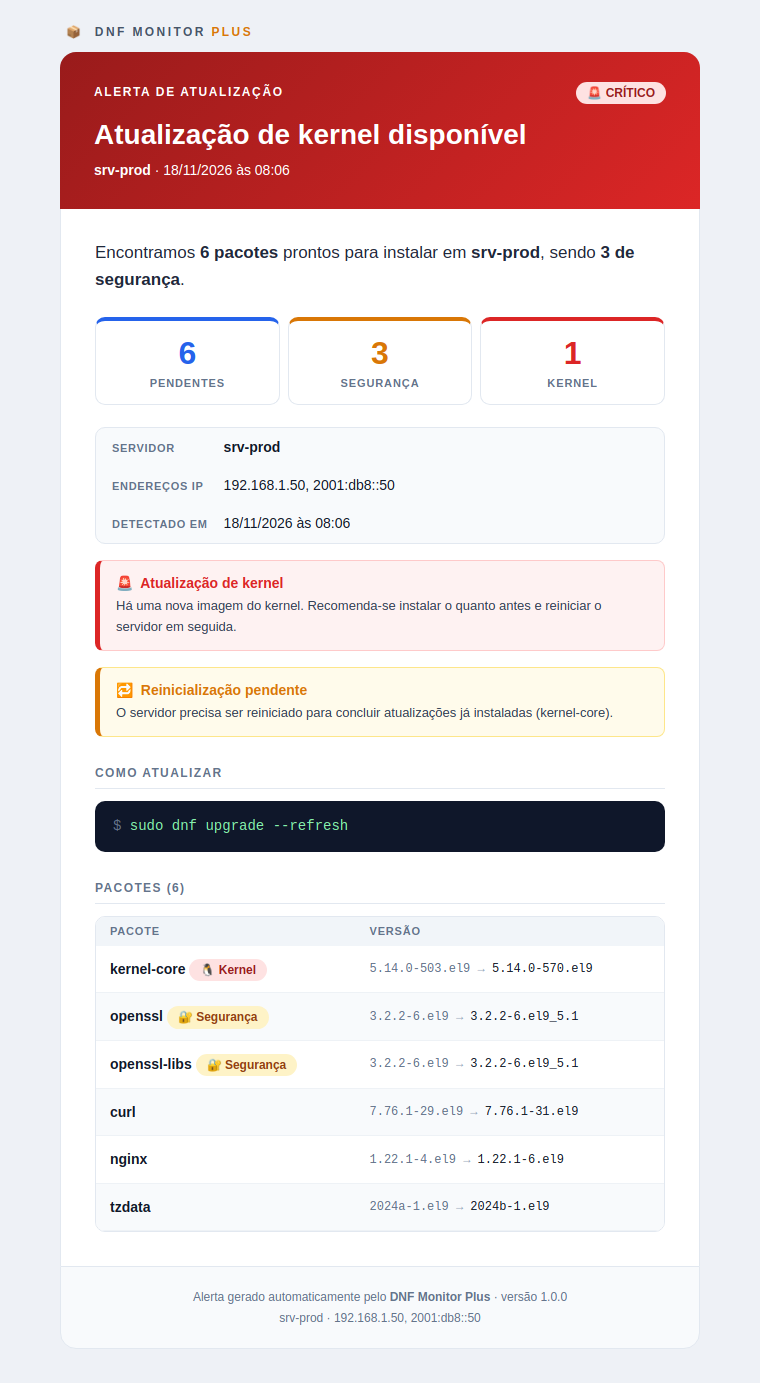 DNF MONITOR PLUS
ALERTA DE ATUALIZAÇÃO
🚨 CRÍTICO
Atualização de kernel disponível
srv-prod · 18/11/2026 às 08:06
Encontramos 6 pacotes prontos para instalar em srv-prod, sendo 3 de
segurança.
6
PENDENTES
3
SEGURANÇA
1
KERNEL
SERVIDOR srv-prod
ENDEREÇOS IP 192.168.1.50, 2001:db8::50
DETECTADO EM 18/11/2026 às 08:06
🚨 Atualização de kernel
Há uma nova imagem do kernel. Recomenda-se instalar o quanto antes e reiniciar o
servidor em seguida.
🔁 Reinicialização pendente
O servidor precisa ser reiniciado para concluir atualizações já instaladas (kernel-core).
COMO ATUALIZAR
$ sudo dnf upgrade --refresh
PACOTES (6)
PACOTE VERSÃO
kernel-core 🐧 Kernel 5.14.0-503.el9 → 5.14.0-570.el9
openssl 🔐 Segurança 3.2.2-6.el9 → 3.2.2-6.el9_5.1
openssl-libs 🔐 Segurança 3.2.2-6.el9 → 3.2.2-6.el9_5.1
curl 7.76.1-29.el9 → 7.76.1-31.el9
nginx 1.22.1-4.el9 → 1.22.1-6.el9
tzdata 2024a-1.el9 → 2024b-1.el9
Alerta gerado automaticamente pelo DNF Monitor Plus · versão 1.0.0
srv-prod · 192.168.1.50, 2001:db8::50